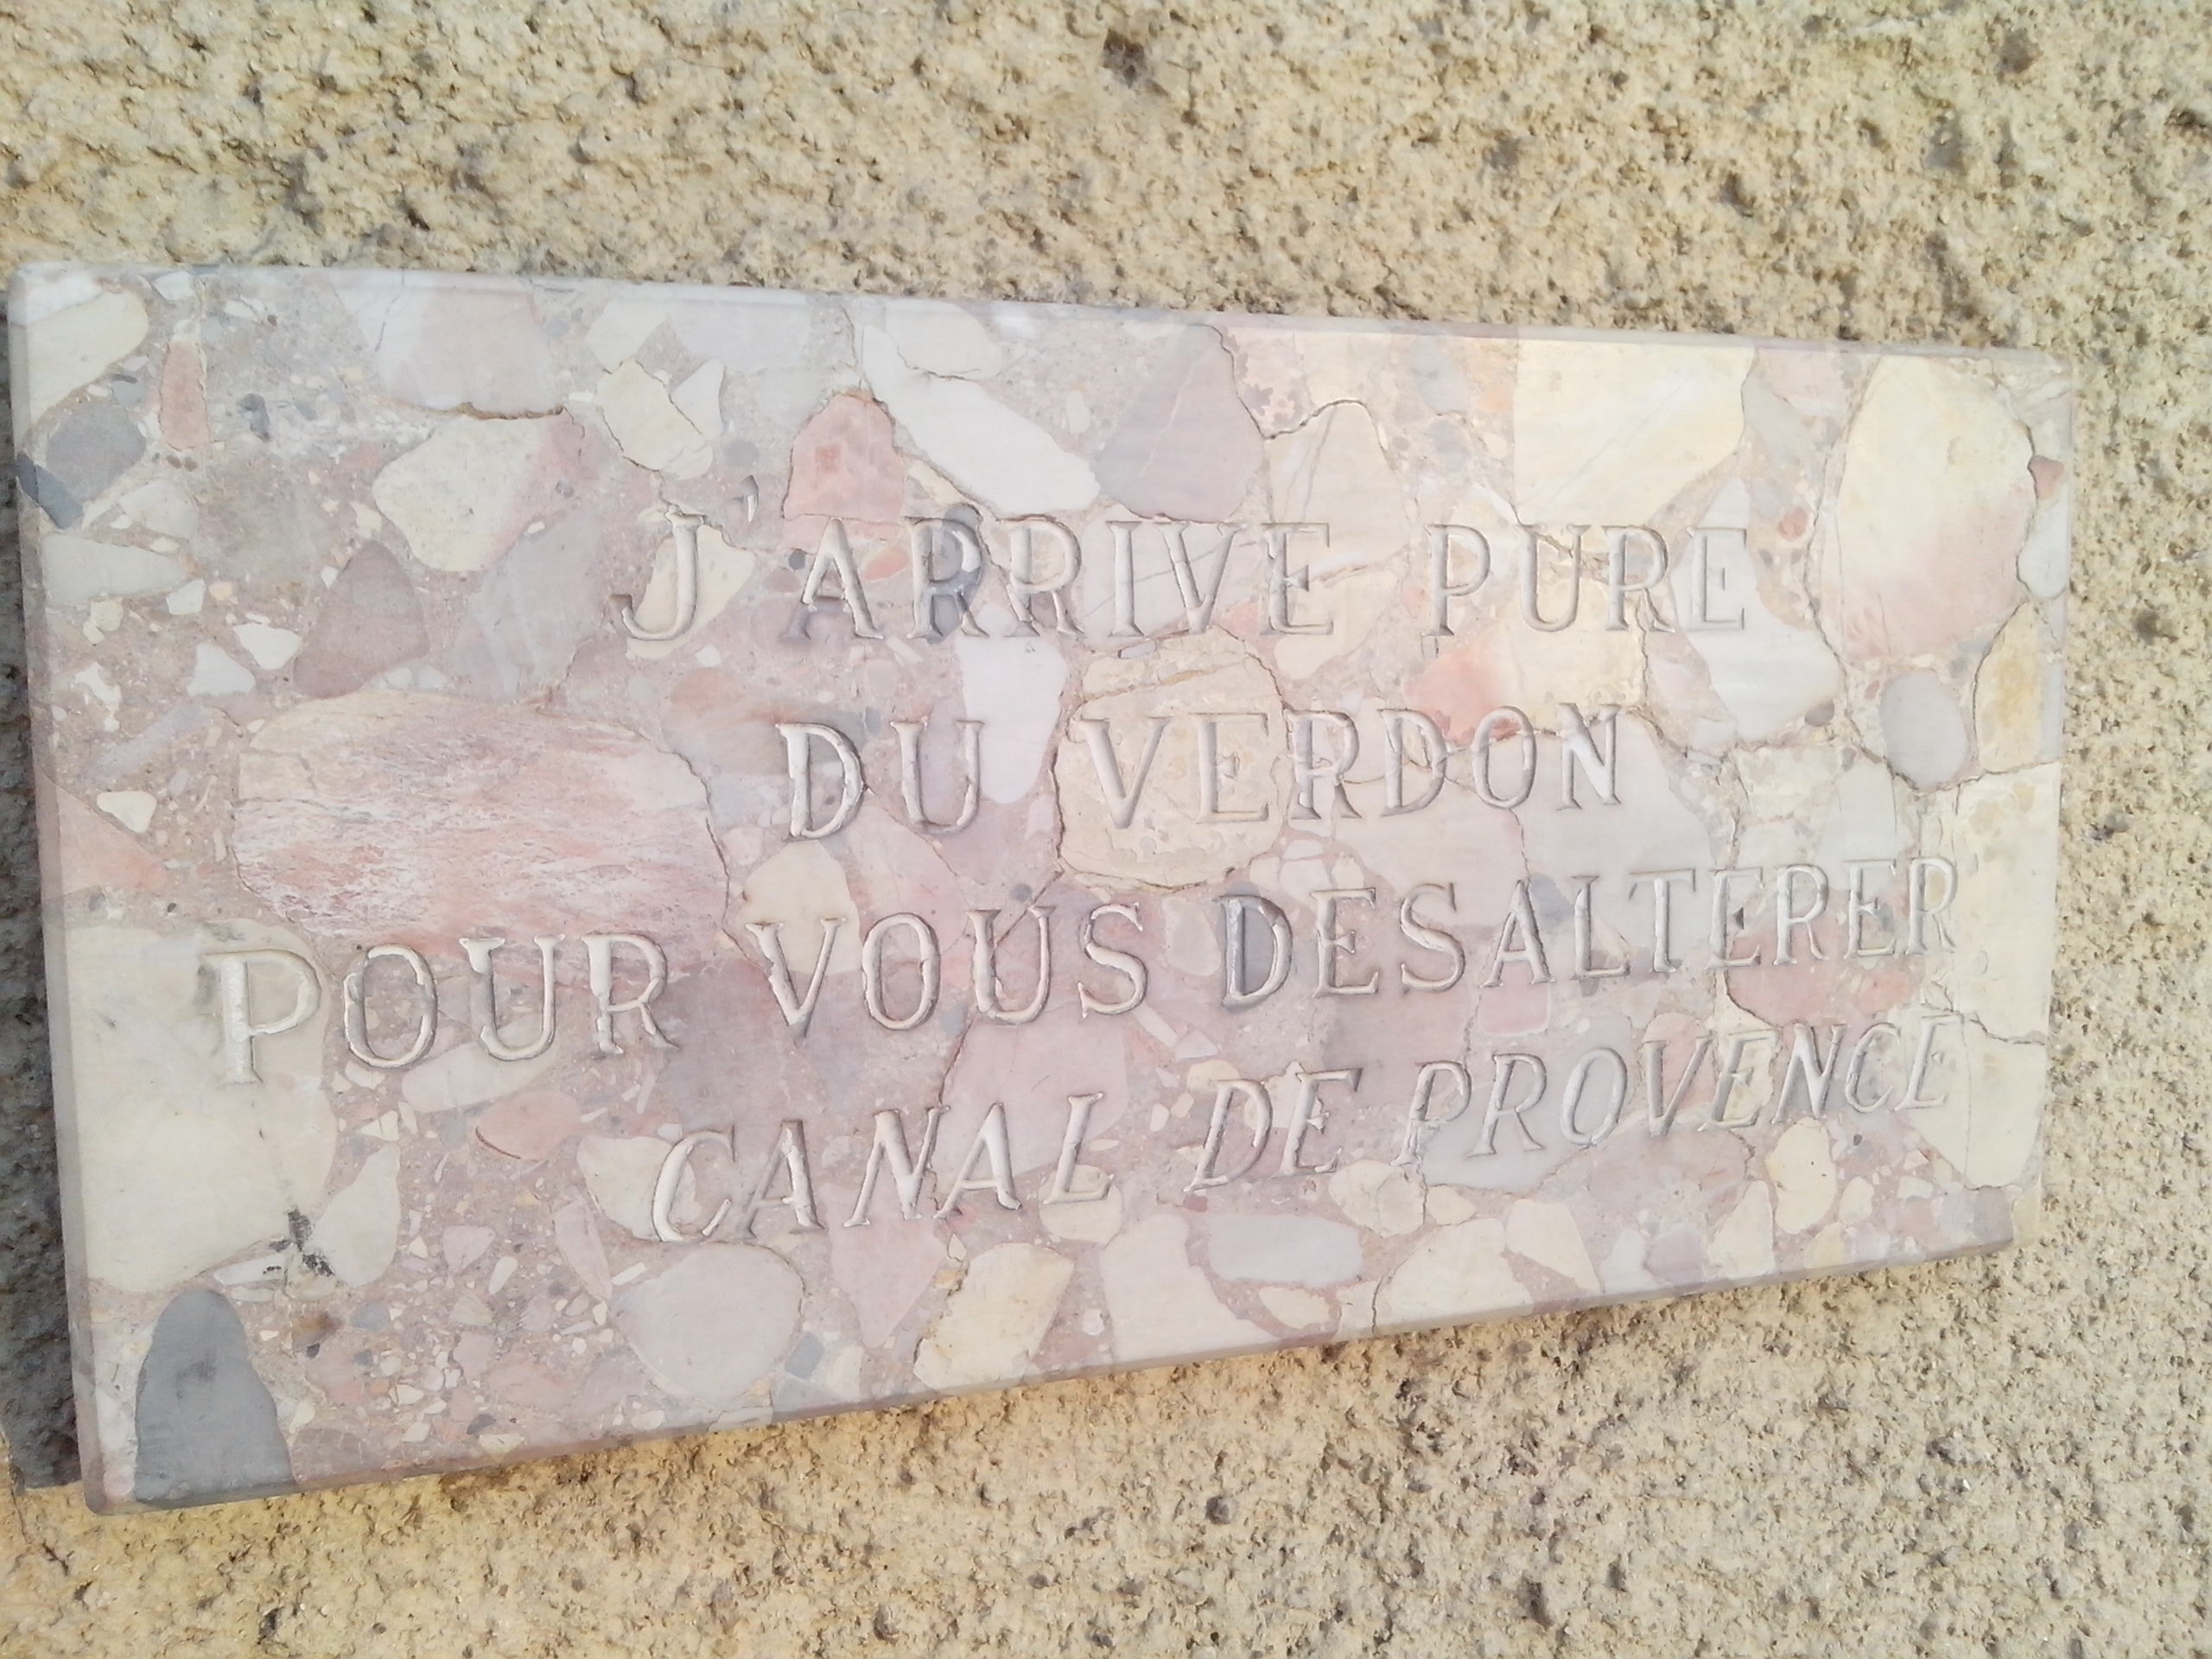 J'ARRIVE PURE
DU VERDON
POUR VOUS DESALTERER
CANAL DE PROVENCE